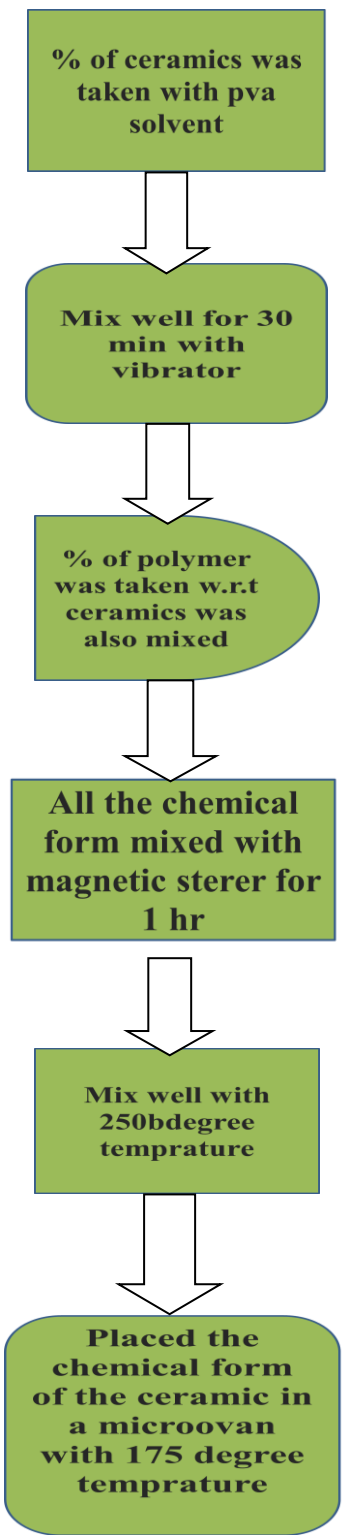 % of ceramics was
taken with pva
solvent
Mix well for 30
min with
vibrator
% of polymer
was taken w.r.t
ceramics was
also mixed
All the chemical
form mixed with
magnetic sterer for
1 hr
Mix well with
250bdegree
temprature
Placed the
chemical form
of the ceramic in
a microovan
with 175 degree
temprature